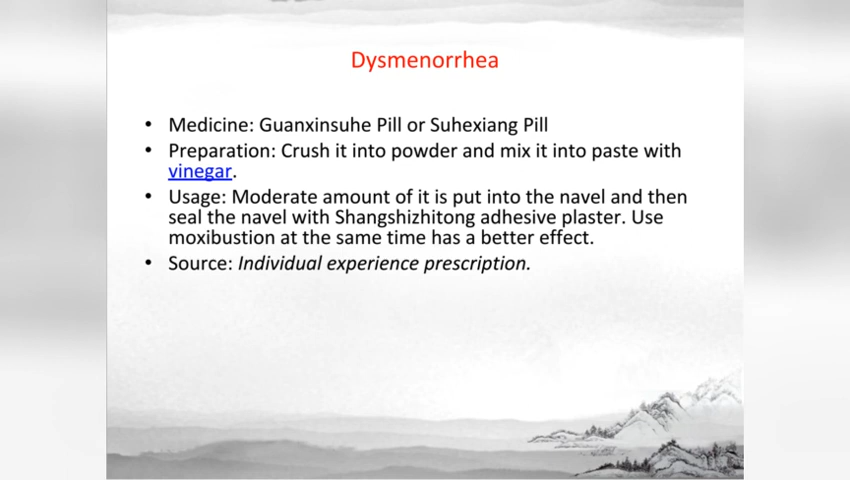 Dysmenorrhea
• Medicine: Guanxinsuhe Pill or Suhexiang Pill
• Preparation: Crush it into powder and mix it into paste with
vinegar.
• Usage: Moderate amount of it is put into the navel and then
seal the navel with Shangshizhitong adhesive plaster. Use
moxibustion at the same time has a better effect.
• Source: Individual experience prescription.